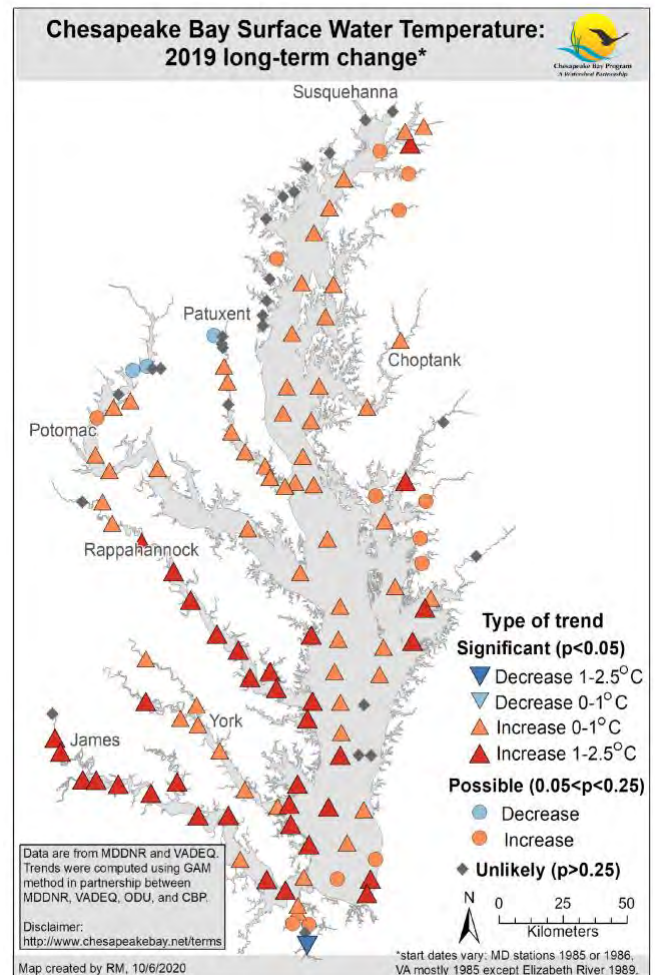 Chesapeake Bay Surface Water Temperature:
2019 long-term change*
Chesapeake Bay Program
A Watershed Partnership
Susquehanna
Patuxent
Choptank
Potomac
Rappahannock
York
James
Type of trend
Significant (p<0.05)
Decrease 1-2.5°C
Decrease 0-1°C
Increase 0-1°C
Increase 1-2.5°C
Possible (0.05<p<0.25)
Decrease
Increase
Unlikely (p>0.25)
N
0 25 50
Kilometers
Data are from MDDNR and VADEQ.
Trends were computed using GAM
method in partnership between
MDDNR, VADEQ, ODU, and CBP.
Disclaimer:
http://www.chesapeakebay.net/terms
Map created by RM, 10/6/2020
*start dates vary: MD stations 1985 or 1986,
VA mostly 1985 except Elizabeth River 1989.